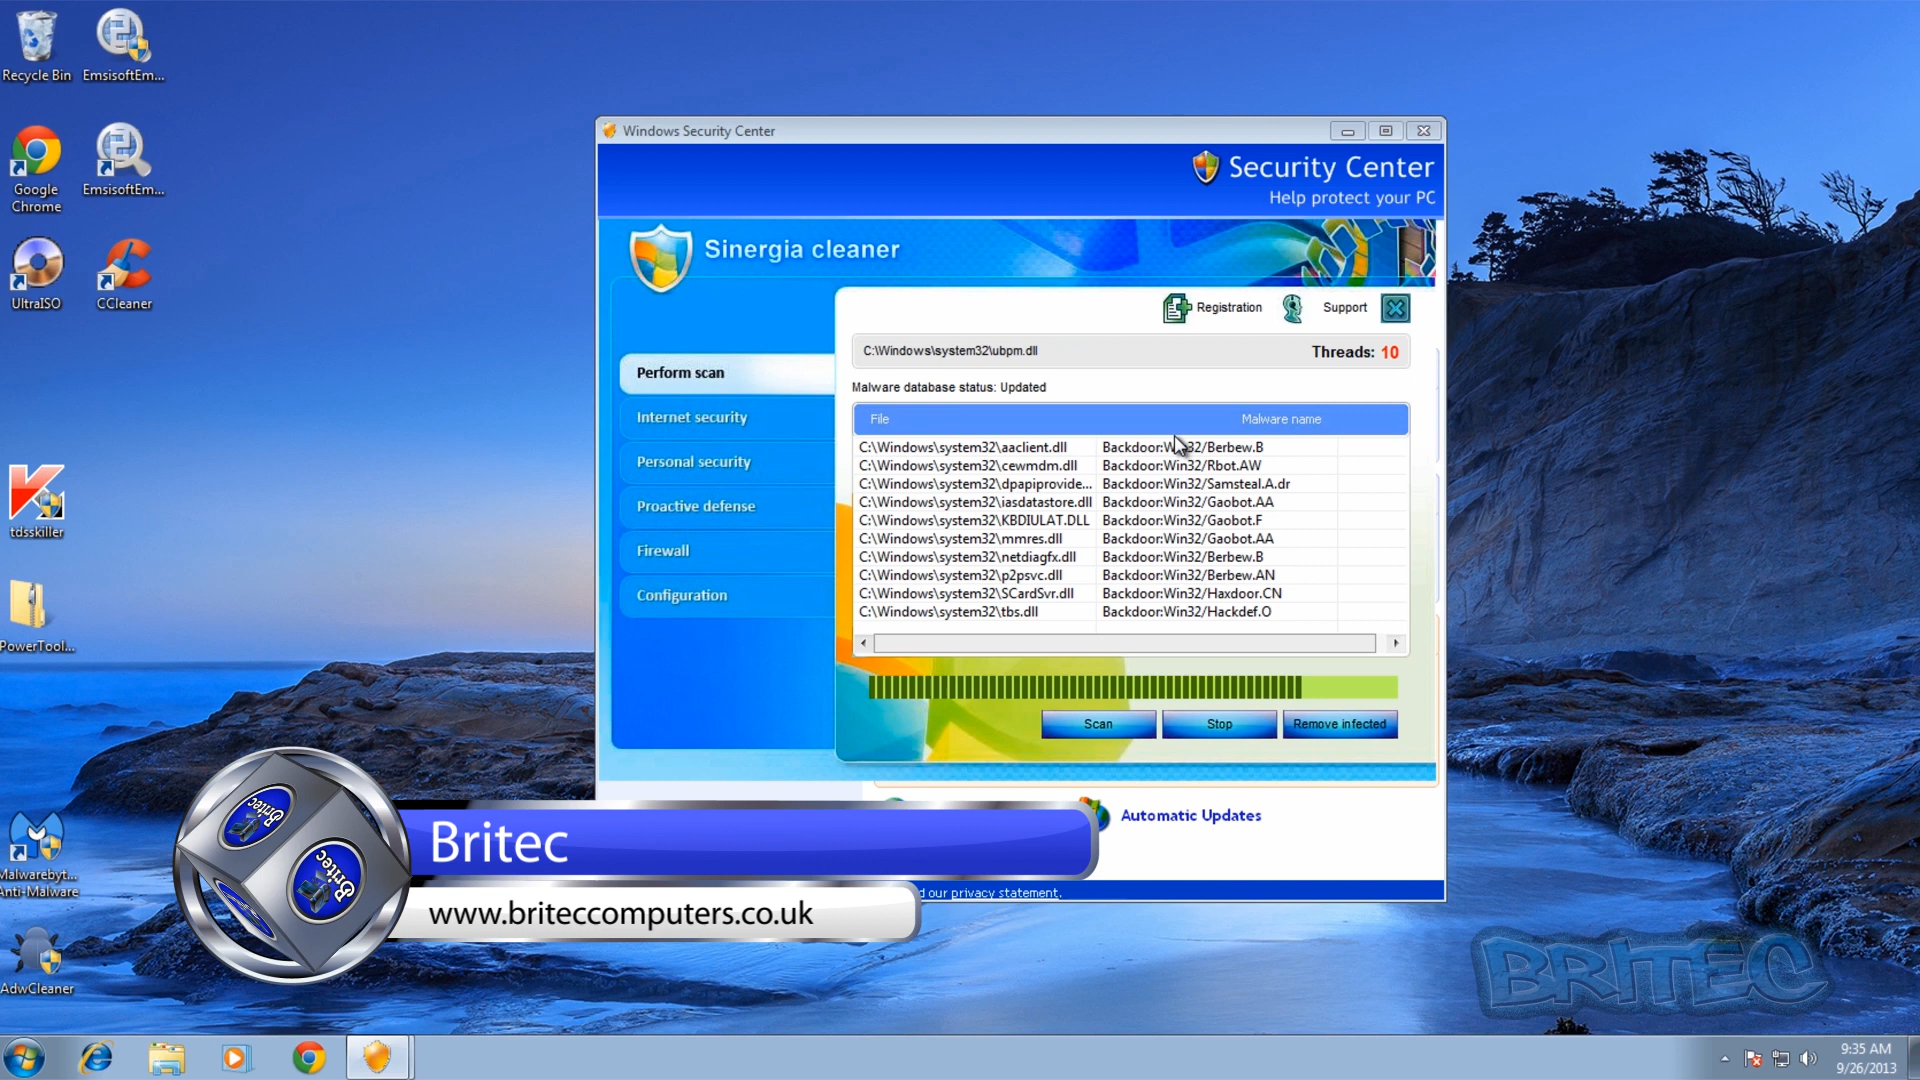 Recycle Bin
EmsisoftEm...
Google
Chrome
EmsisoftEm...
UltraISO
CCleaner
tdsskiller
PowerTool...
Malwarebyt...
Anti-Malware
AdwCleaner
Windows Security Center
Security Center
Help protect your PC
Sinergia cleaner
Registration
Support
C:\Windows\system32\ubpm.dll
Threads: 10
Malware database status: Updated
Perform scan
Internet security
Personal security
Proactive defense
Firewall
Configuration
File Malware name
C:\Windows\system32\aaclient.dll Backdoor:Win32/Berbew.B
C:\Windows\system32\cewmdm.dll Backdoor:Win32/Rbot.AW
C:\Windows\system32\dpapiprovide... Backdoor:Win32/Samsteal.A.dr
C:\Windows\system32\iasdatastore.dll Backdoor:Win32/Gaobot.AA
C:\Windows\system32\KBDIULAT.DLL Backdoor:Win32/Gaobot.F
C:\Windows\system32\mmres.dll Backdoor:Win32/Gaobot.AA
C:\Windows\system32\netdiagfx.dll Backdoor:Win32/Berbew.B
C:\Windows\system32\p2psvc.dll Backdoor:Win32/Berbew.AN
C:\Windows\system32\SCardSvr.dll Backdoor:Win32/Haxdoor.CN
C:\Windows\system32\tbs.dll Backdoor:Win32/Hackdef.O
Scan
Stop
Remove infected
Automatic Updates
our privacy statement.
Britec
Britec
Britec
www.briteccomputers.co.uk
BRITEC
9:35 AM
9/26/2013